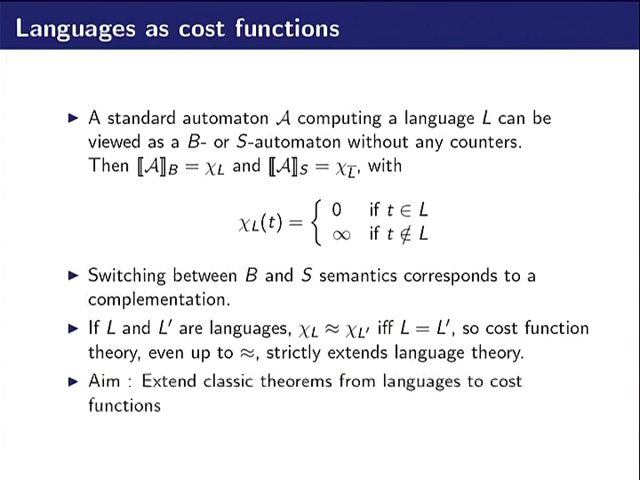 Languages as cost functions
▶ A standard automaton 𝒜 computing a language L can be
viewed as a B- or S-automaton without any counters.
Then ⟦𝒜⟧_B = χ_L and ⟦𝒜⟧_S = χ_L̅, with
χ_L(t) = { 0 if t ∈ L
∞ if t ∉ L
▶ Switching between B and S semantics corresponds to a
complementation.
▶ If L and L′ are languages, χ_L ≈ χ_L′ iff L = L′, so cost function
theory, even up to ≈, strictly extends language theory.
▶ Aim : Extend classic theorems from languages to cost
functions